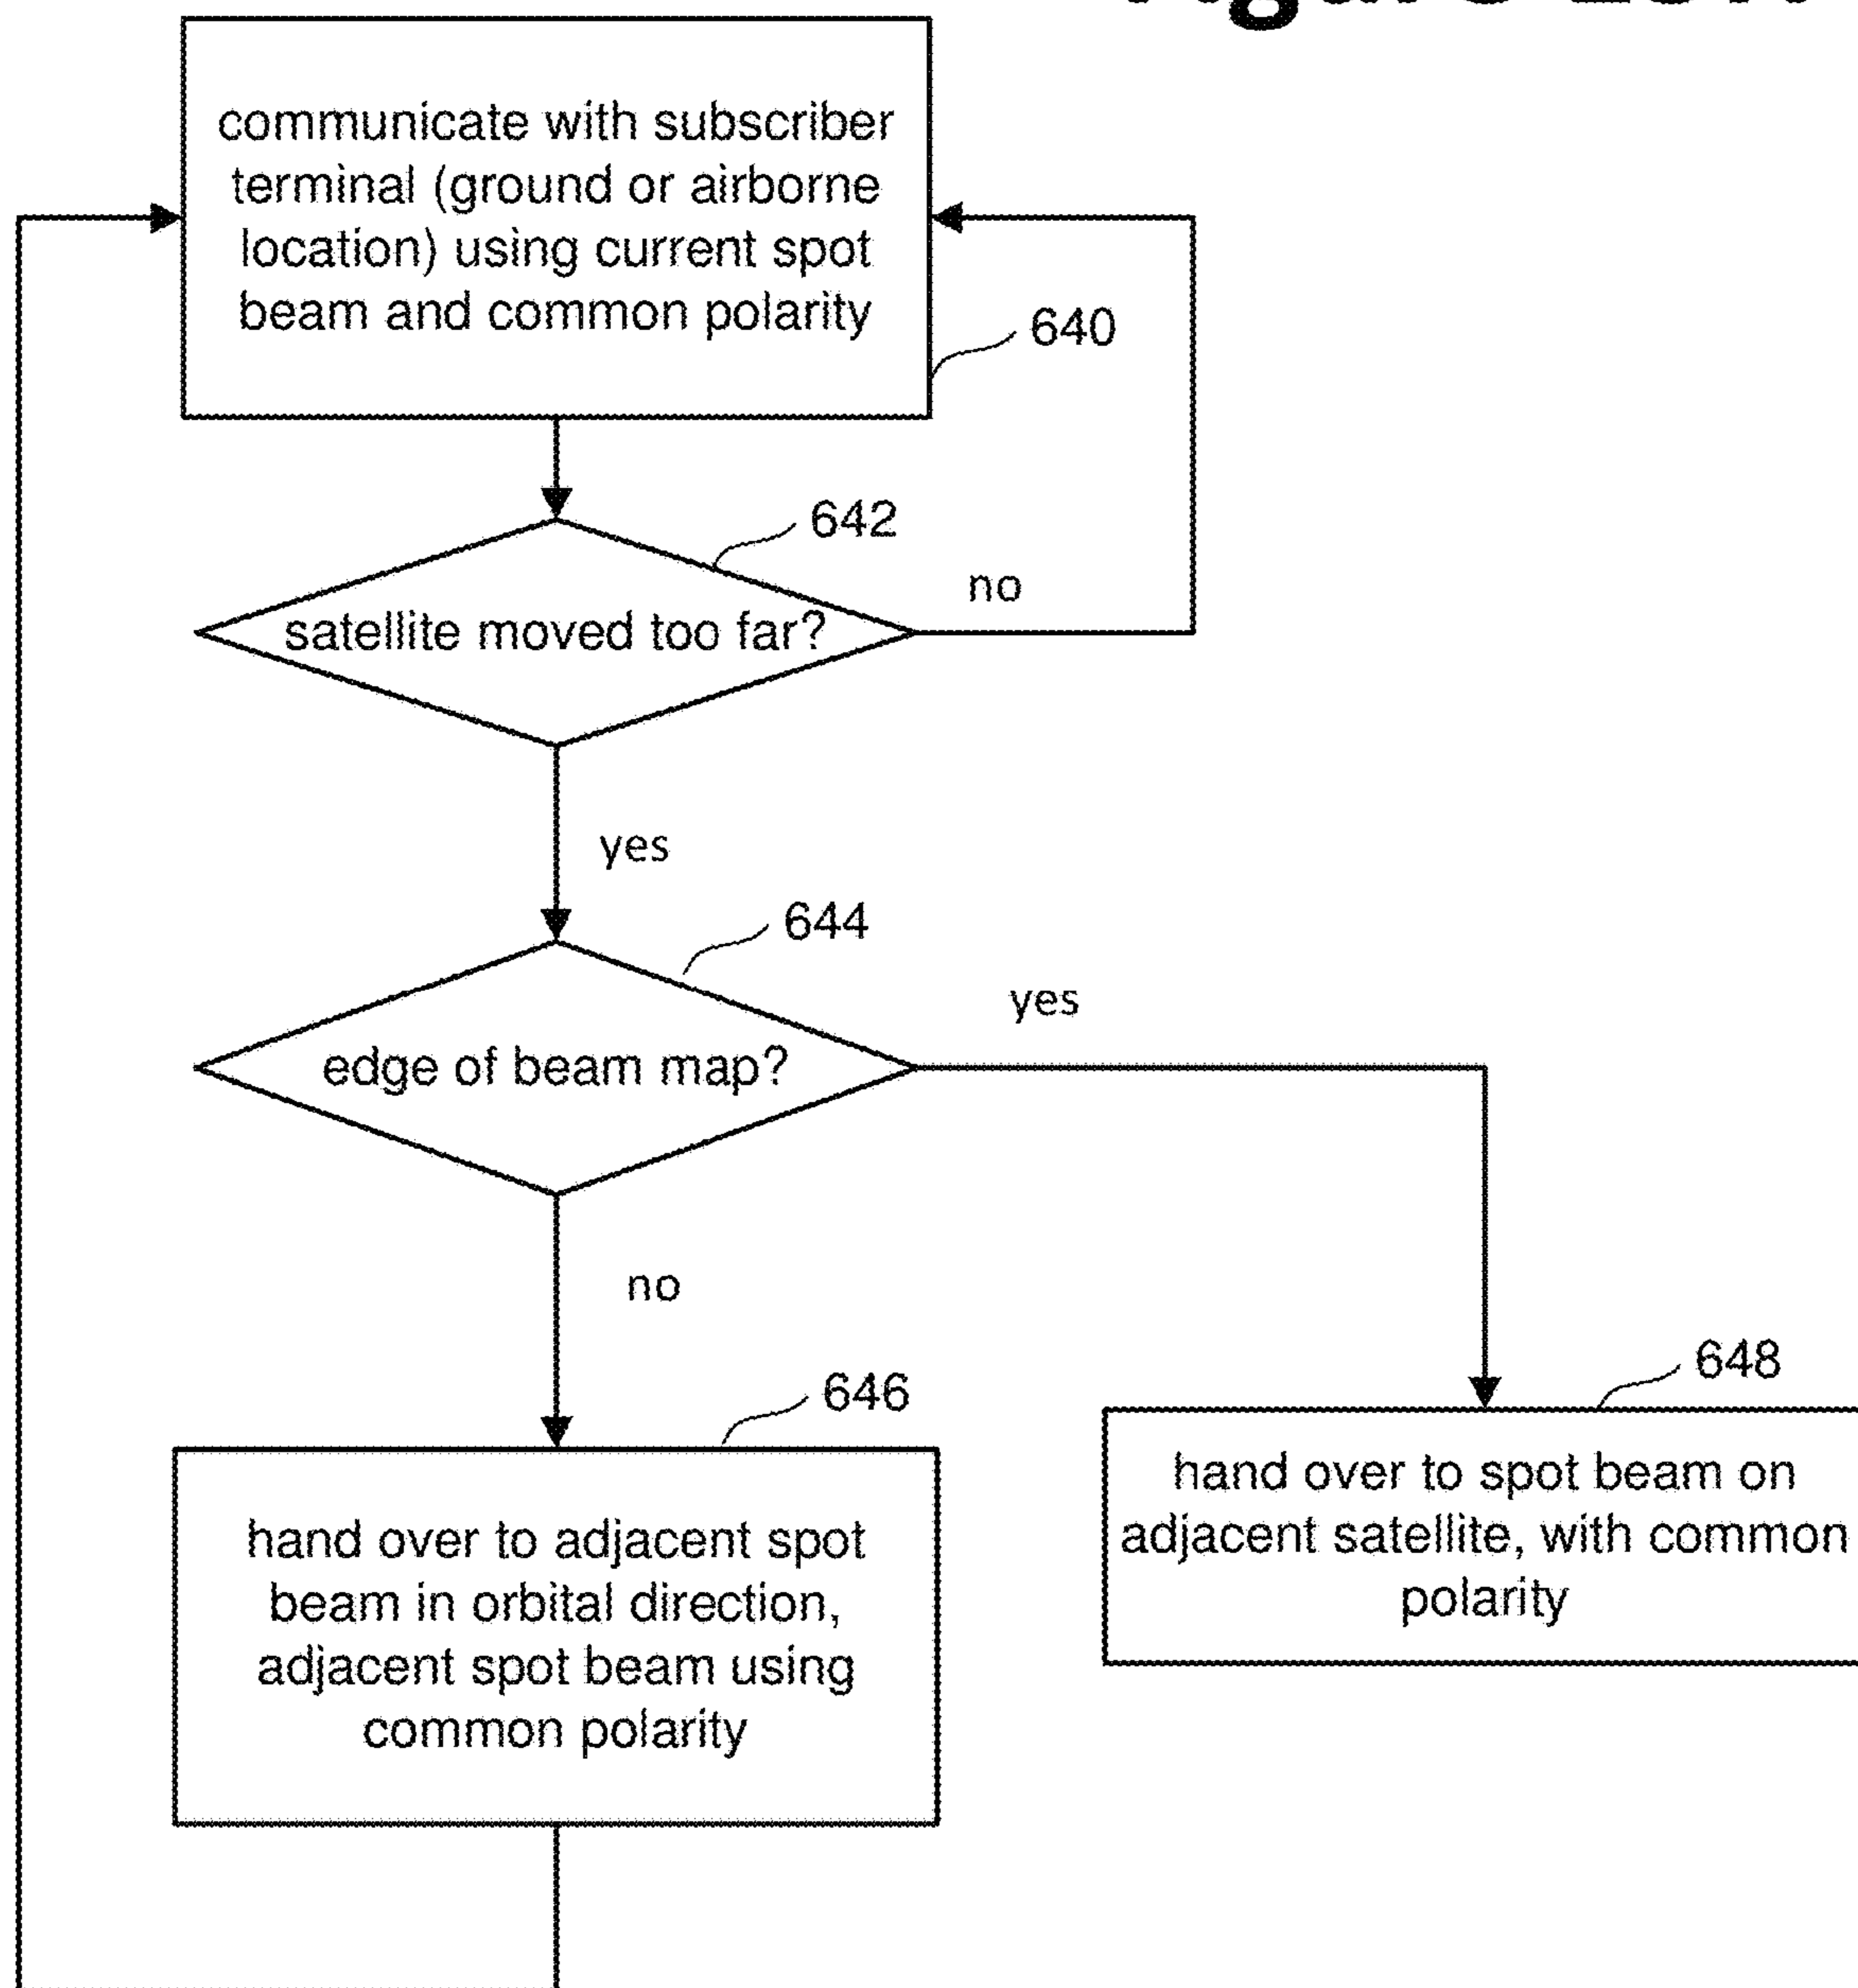 communicate with subscriber
terminal (ground or airborne
location) using current spot
beam and common polarity
640
642
no
satellite moved too far?
yes
644
yes
edge of beam map?
no
646
648
hand over to adjacent spot
beam in orbital direction,
adjacent spot beam using
common polarity
hand over to spot beam on
adjacent satellite, with common
polarity